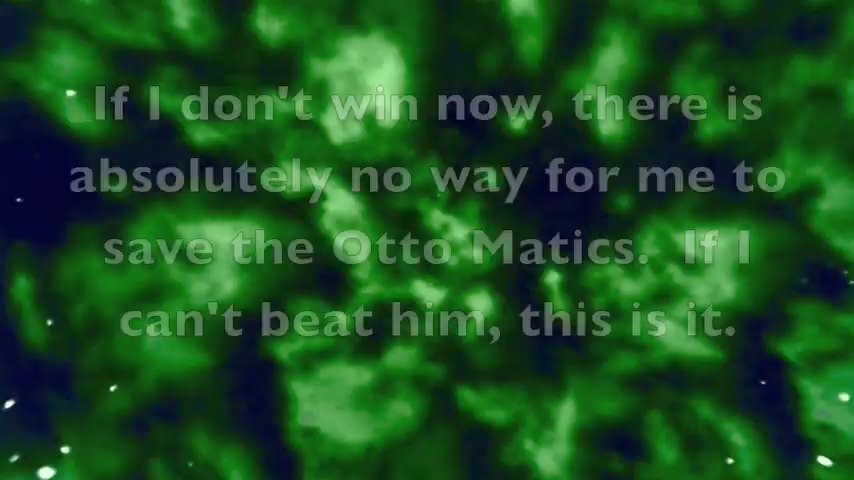 If I don't win now, there is
absolutely no way for me to
save the Otto Matics.  If I
can't beat him, this is it.